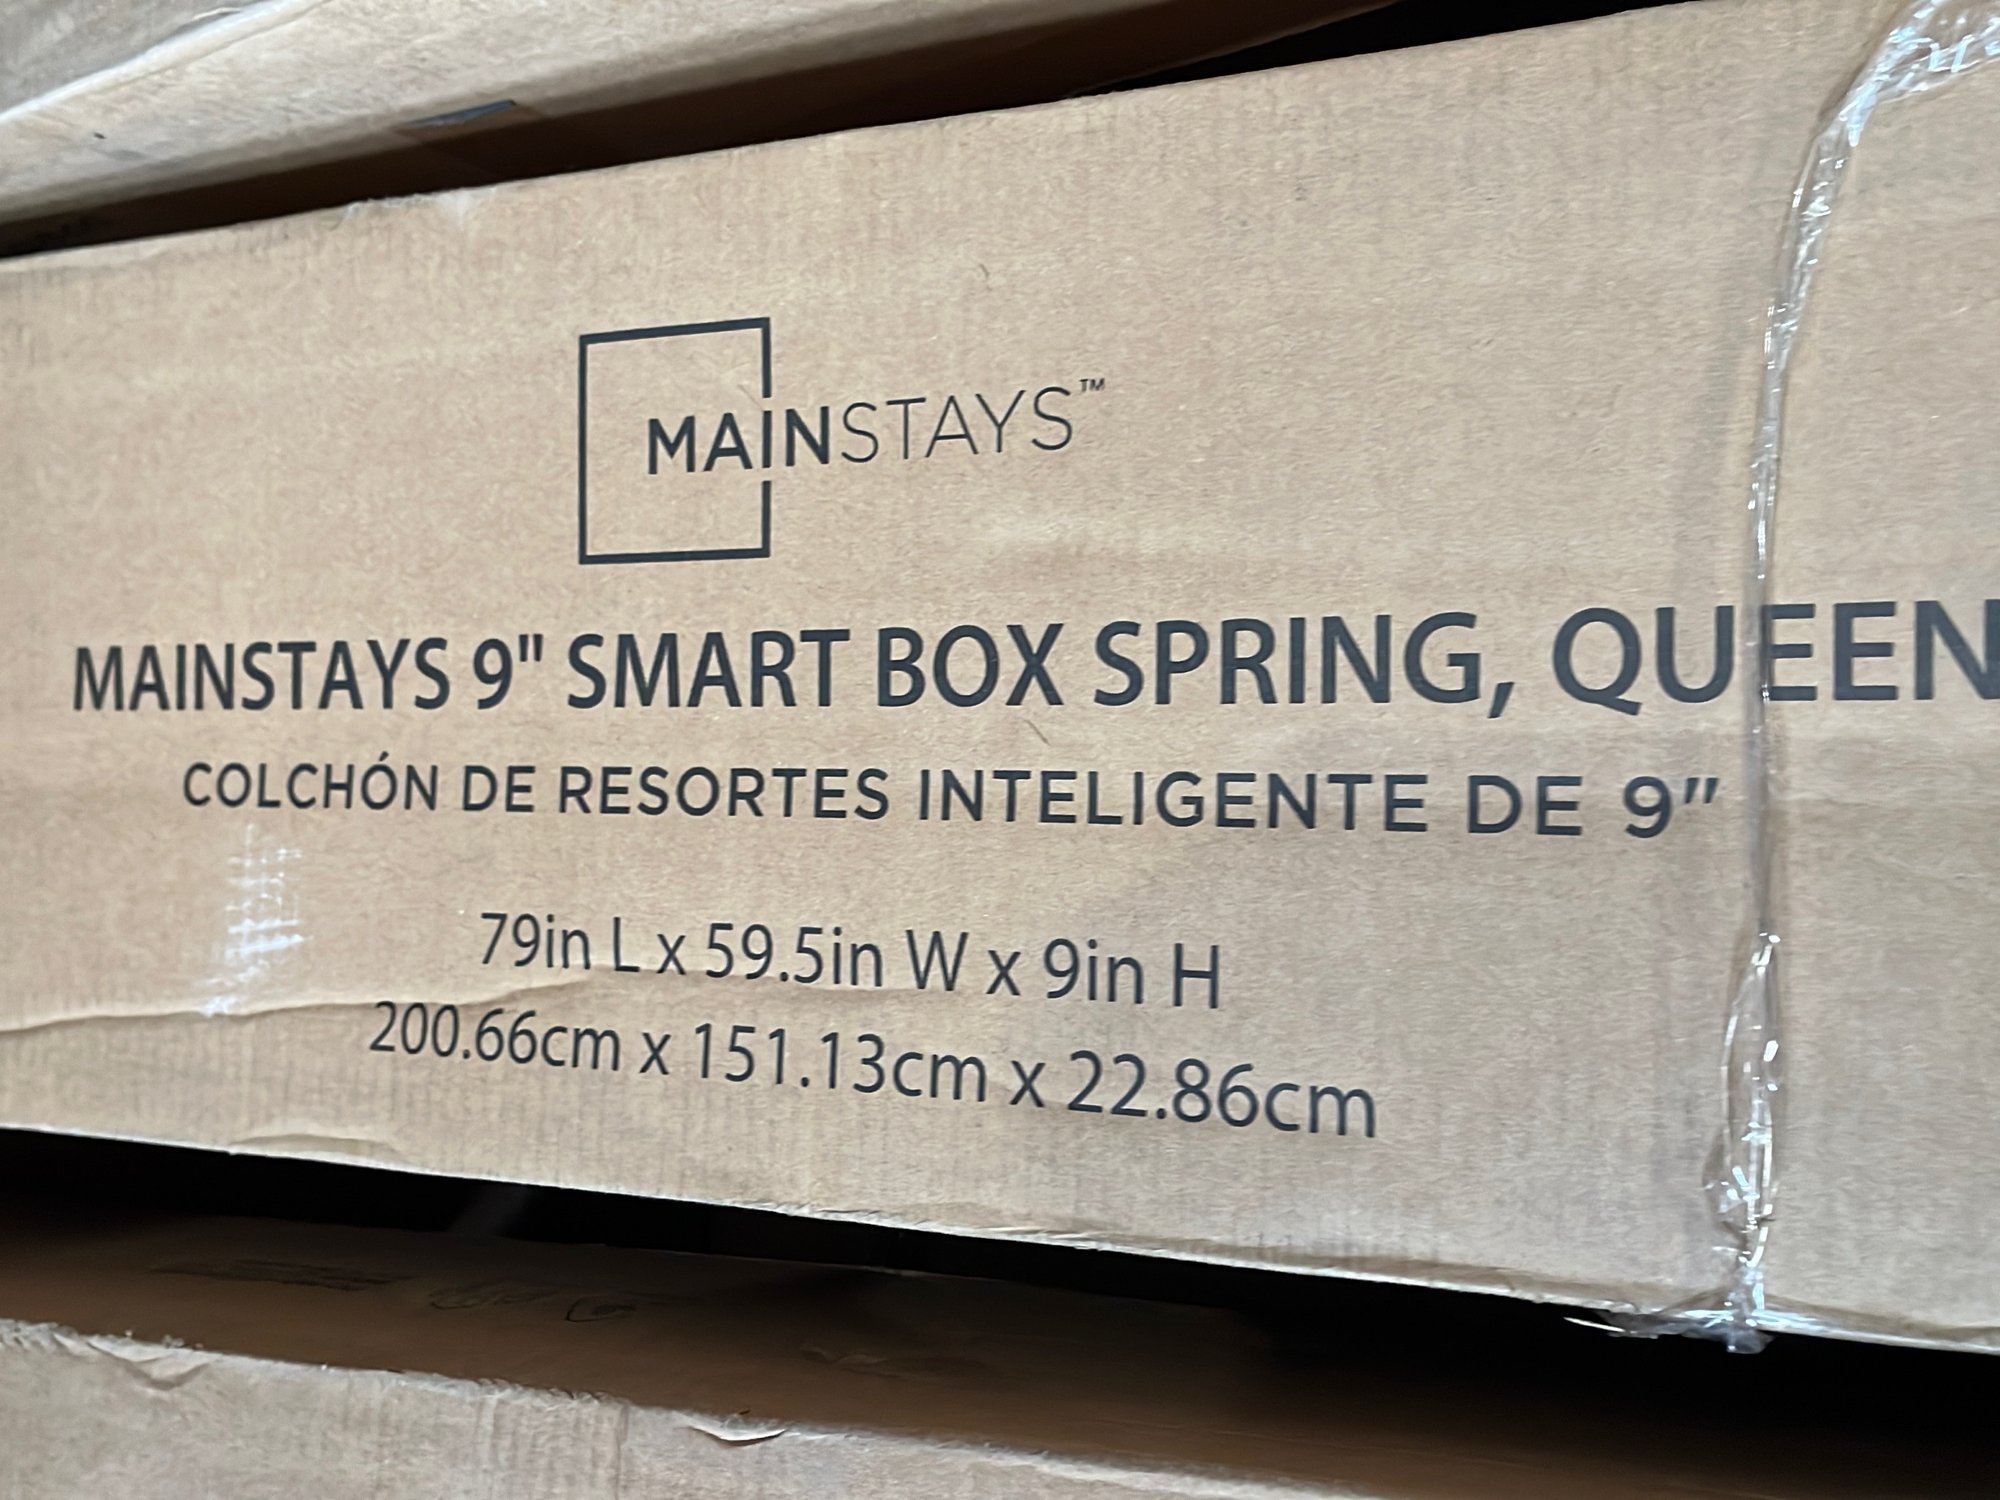 MAINSTAYS™
MAINSTAYS 9" SMART BOX SPRING, QUEEN
COLCHÓN DE RESORTES INTELIGENTE DE 9"
79in L x 59.5in W x 9in H
200.66cm x 151.13cm x 22.86cm